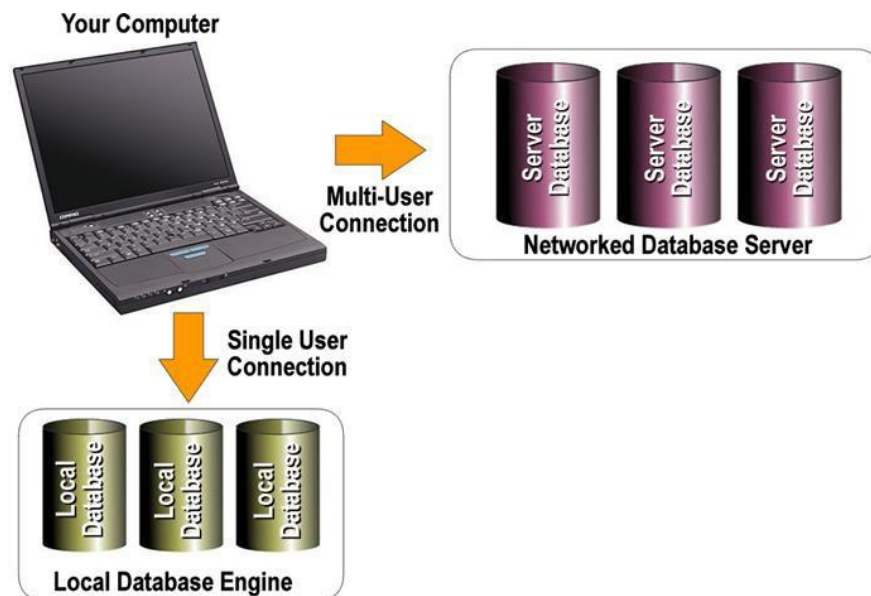 Your Computer
Server
Database
Server
Database
Server
Database
Multi-User
Connection
Networked Database Server
Single User
Connection
Local
Database
Local
Database
Local
Database
Local Database Engine